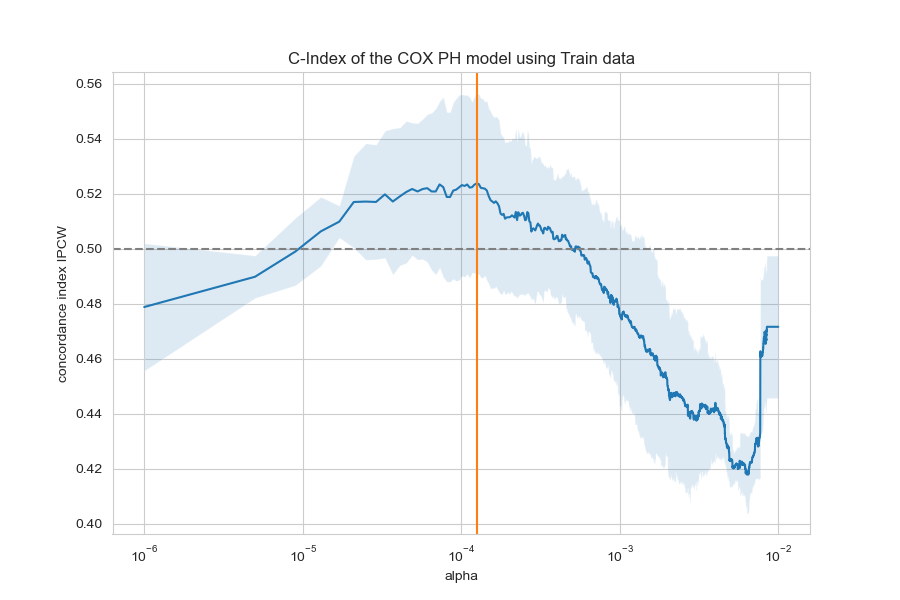 C-Index of the COX PH model using Train data
concordance index IPCW
0.56
0.54
0.52
0.50
0.48
0.46
0.44
0.42
0.40
10⁻⁶ 10⁻⁵ 10⁻⁴ 10⁻³ 10⁻²
alpha